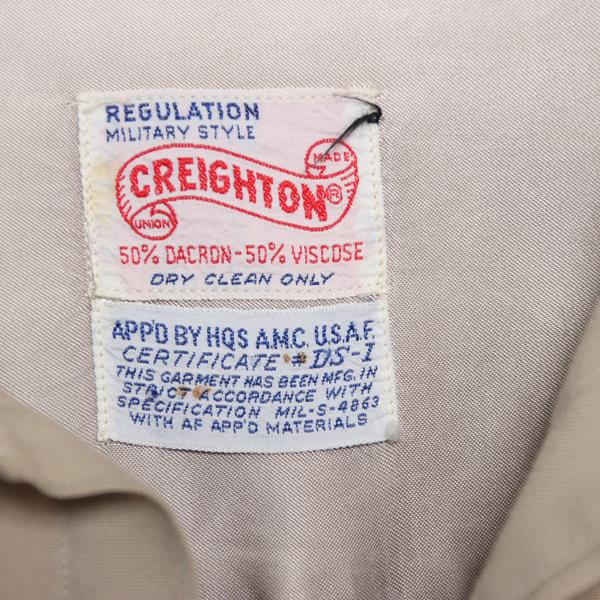 REGULATION
MILITARY STYLE
MADE
CREIGHTON®
UNION
50% DACRON-50% VISCOSE
DRY CLEAN ONLY
APP'D BY HQS A.M.C. U.S.A.F.
CERTIFICATE # DS-1
THIS GARMENT HAS BEEN MFG. IN
STRICT ACCORDANCE WITH
SPECIFICATION MIL-S-4863
WITH AF APP'D MATERIALS